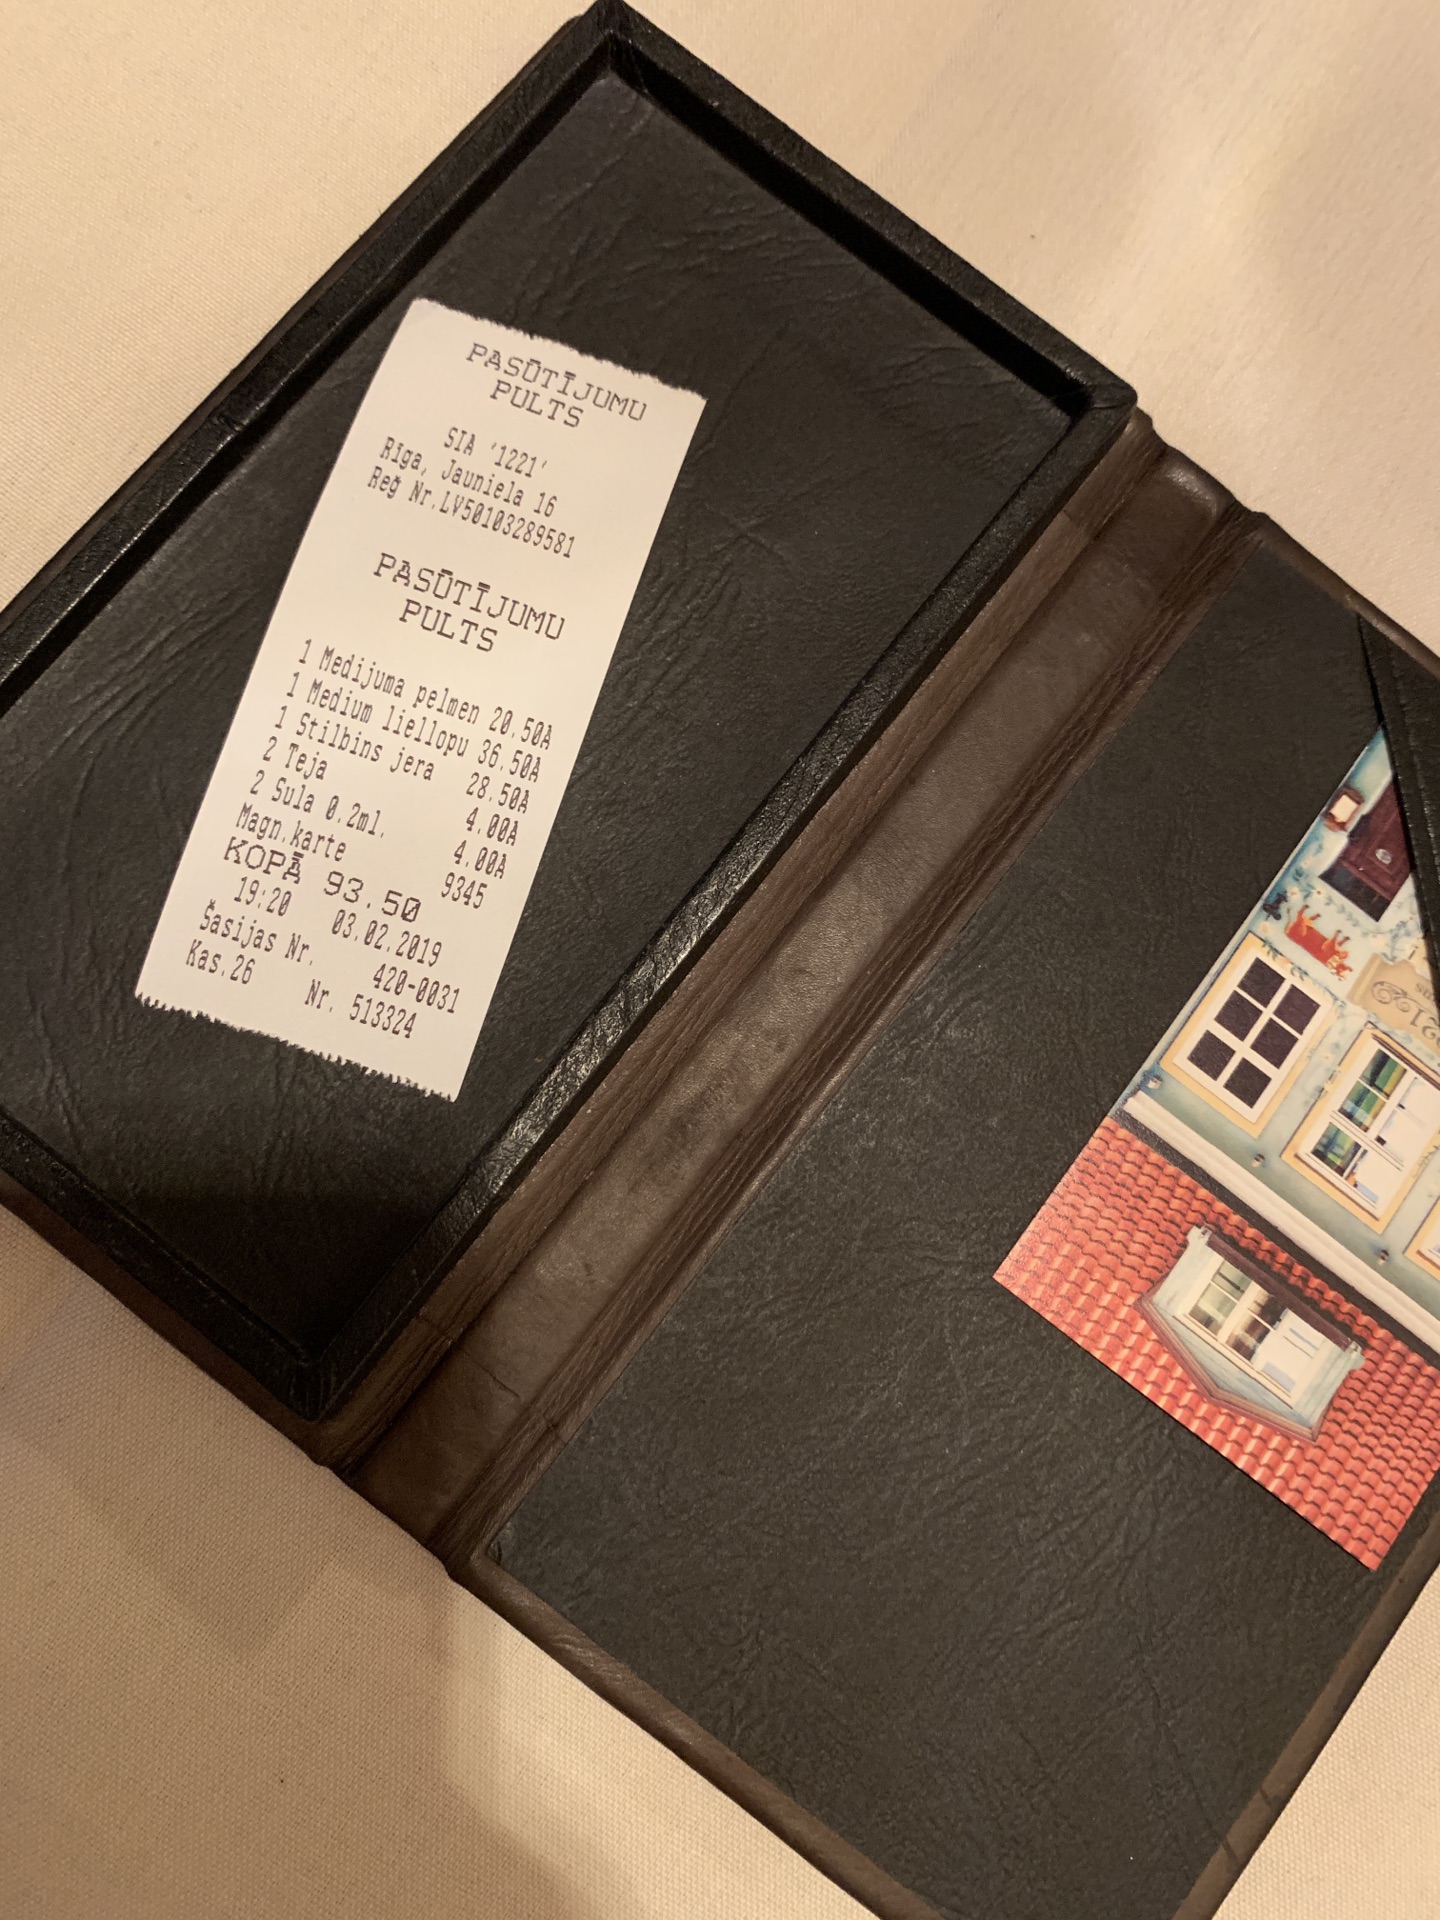 PASŪTĪJUMU
PULTS
SIA '1221'
Rīga, Jauniela 16
Reģ Nr.LV50103289581
PASŪTĪJUMU
PULTS
1 Medijuma pelmen 20.50A
1 Medium liellopu 36.50A
1 Stilbins jera 28.50A
2 Teja 4.00A
2 Sula 0.2ml. 4.00A
Magn.karte 9345
KOPĀ 93.50
19:20 03.02.2019
Šasijas Nr. 420-0031
Kas.26 Nr. 513324